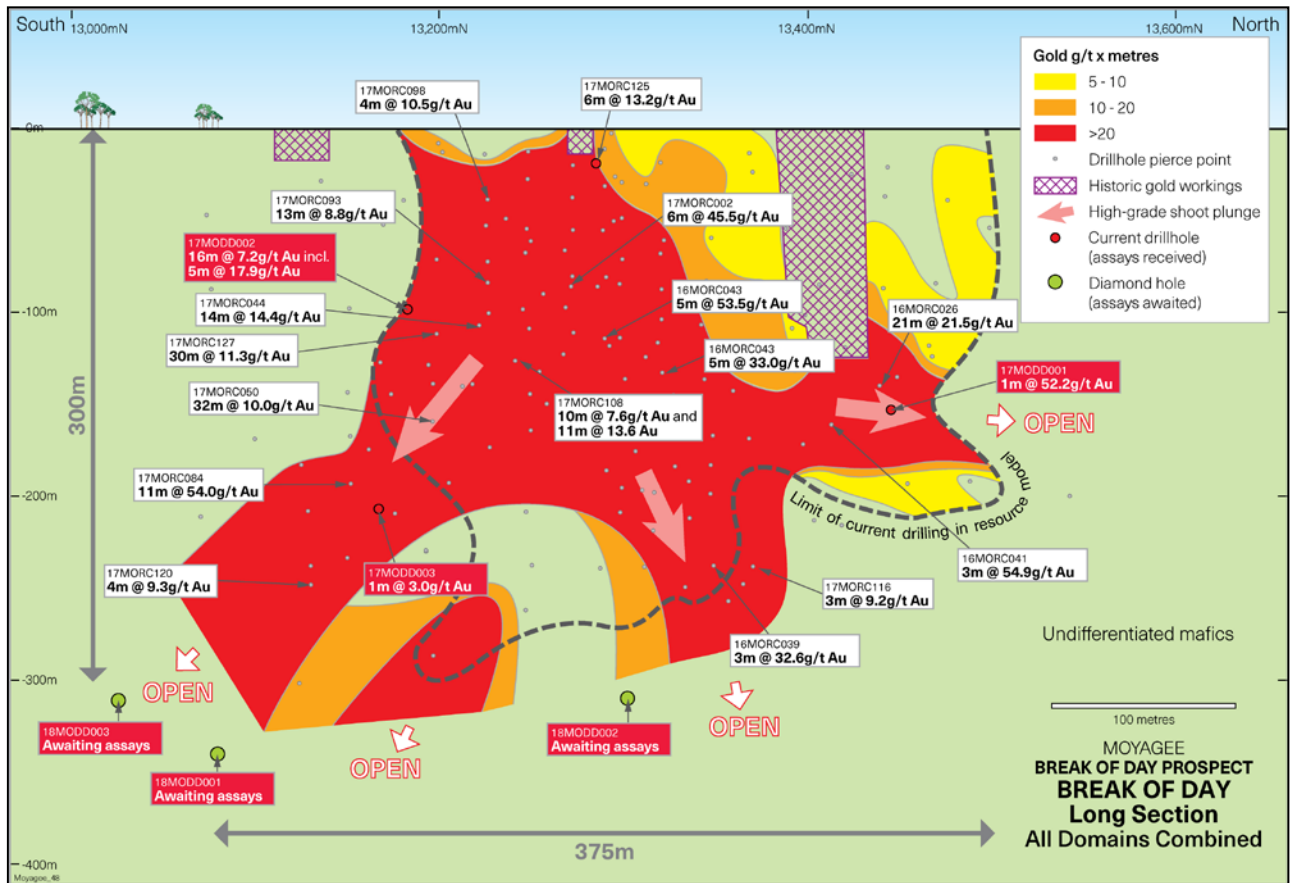 South
13,000mN
13,200mN
13,400mN
13,600mN
North
Gold g/t x metres
5 - 10
10 - 20
>20
Drillhole pierce point
Historic gold workings
High-grade shoot plunge
Current drillhole
(assays received)
Diamond hole
(assays awaited)
17MORC098
4m @ 10.5g/t Au
17MORC125
6m @ 13.2g/t Au
0m
17MORC093
13m @ 8.8g/t Au
17MORC002
6m @ 45.5g/t Au
17MODD002
16m @ 7.2g/t Au incl.
5m @ 17.9g/t Au
16MORC043
5m @ 53.5g/t Au
17MORC044
14m @ 14.4g/t Au
-100m
16MORC026
21m @ 21.5g/t Au
17MORC127
30m @ 11.3g/t Au
16MORC043
5m @ 33.0g/t Au
17MODD001
1m @ 52.2g/t Au
17MORC050
32m @ 10.0g/t Au
17MORC108
10m @ 7.6g/t Au and
11m @ 13.6 Au
OPEN
300m
17MORC084
11m @ 54.0g/t Au
-200m
Limit of current drilling in resource model
17MORC120
4m @ 9.3g/t Au
17MODD003
1m @ 3.0g/t Au
16MORC041
3m @ 54.9g/t Au
17MORC116
3m @ 9.2g/t Au
16MORC039
3m @ 32.6g/t Au
Undifferentiated mafics
-300m
OPEN
OPEN
OPEN
18MODD003
Awaiting assays
18MODD002
Awaiting assays
18MODD001
Awaiting assays
100 metres
MOYAGEE
BREAK OF DAY PROSPECT
BREAK OF DAY
Long Section
All Domains Combined
375m
-400m
Moyagee_48